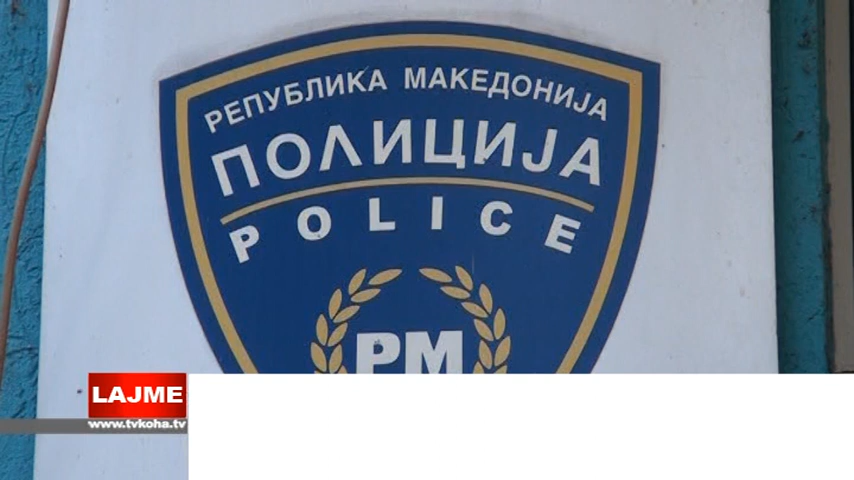 РЕПУБЛИКА МАКЕДОНИЈА
ПОЛИЦИЈА
POLICE
РМ
LAJME
www.tvkoha.tv